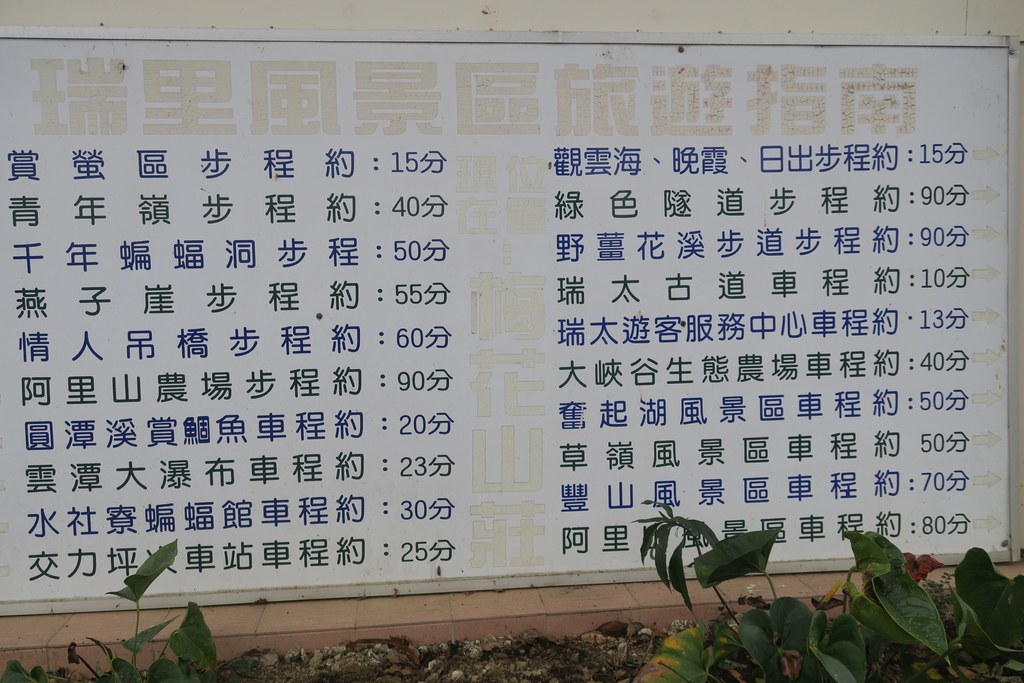 瑞里風景區旅遊指南
賞螢區步程約:15分
青年嶺步程約:40分
千年蝙蝠洞步程:50分
燕子崖步程約:55分
情人吊橋步程約:60分
阿里山農場步程約:90分
圓潭溪賞鯝魚車程約:20分
雲潭大瀑布車程約:23分
水社寮蝙蝠館車程約:30分
交力坪火車站車程約:25分
現在位置:梅花山莊
觀雲海、晚霞、日出步程約:15分
綠色隧道步程約:90分
野薑花溪步道步程約:90分
瑞太古道車程約:10分
瑞太遊客服務中心車程約:13分
大峽谷生態農場車程約:40分
奮起湖風景區車程約:50分
草嶺風景區車程約 50分
豐山風景區車程約:70分
阿里 風景區車程約:80分